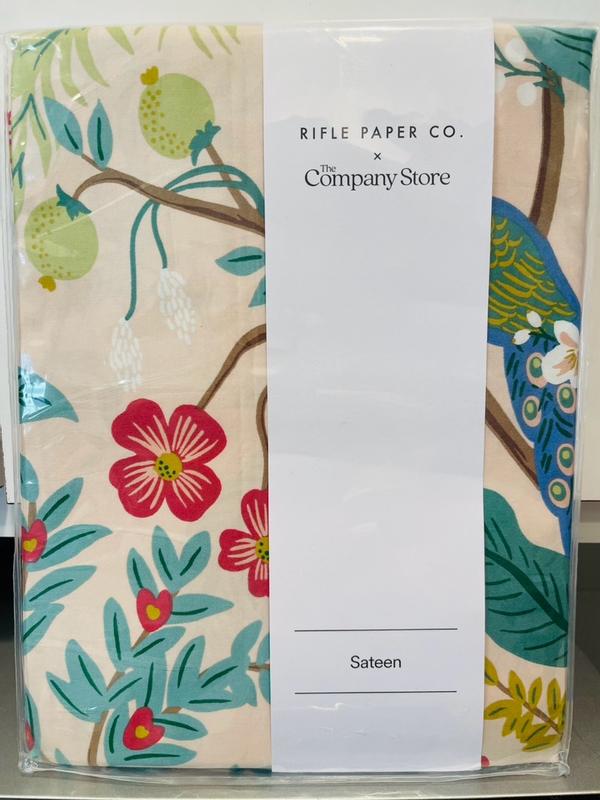 RIFLE PAPER CO.
×
The
Company Store
Sateen